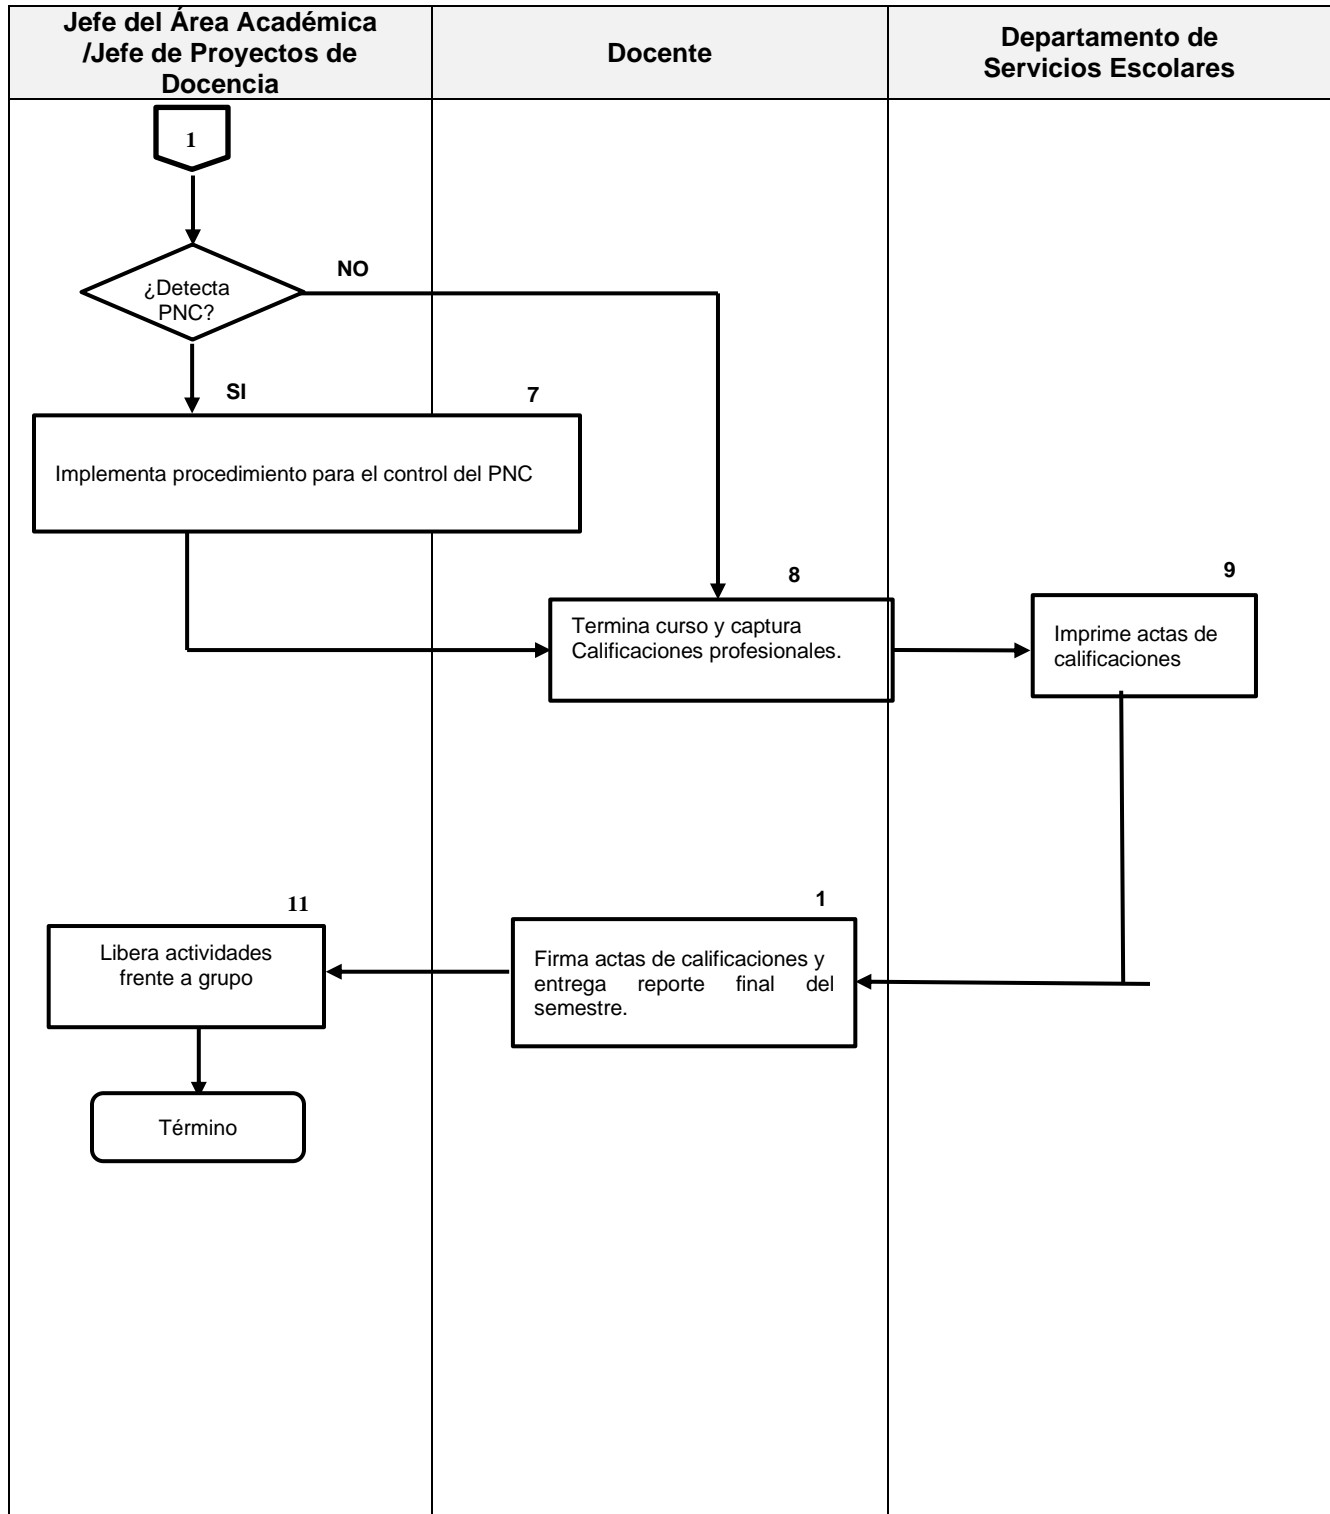 Jefe del Área Académica
/Jefe de Proyectos de
Docencia
Docente
Departamento de
Servicios Escolares
1
¿Detecta
PNC?
NO
SI
7
Implementa procedimiento para el control del PNC
8
Termina curso y captura
Calificaciones profesionales.
9
Imprime actas de
calificaciones
11
Libera actividades
frente a grupo
1
Firma actas de calificaciones y
entrega reporte final del
semestre.
Término